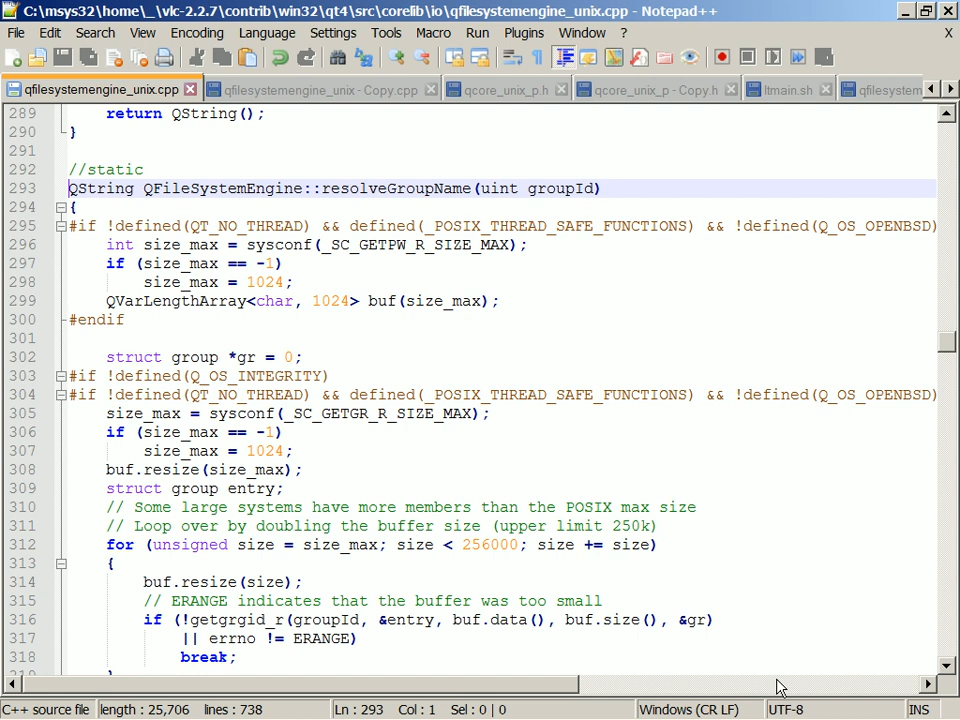 C:\msys32\home\_\vlc-2.2.7\contrib\win32\qt4\src\corelib\io\qfilesystemengine_unix.cpp - Notepad++
File Edit Search View Encoding Language Settings Tools Macro Run Plugins Window ? X
qfilesystemengine_unix.cpp qfilesystemengine_unix - Copy.cpp qcore_unix_p.h qcore_unix_p - Copy.h ltmain.sh qfilesystem
289 return QString();
290 }
291
292 //static
293 QString QFileSystemEngine::resolveGroupName(uint groupId)
294 {
295 #if !defined(QT_NO_THREAD) && defined(_POSIX_THREAD_SAFE_FUNCTIONS) && !defined(Q_OS_OPENBSD)
296 int size_max = sysconf(_SC_GETPW_R_SIZE_MAX);
297 if (size_max == -1)
298 size_max = 1024;
299 QVarLengthArray<char, 1024> buf(size_max);
300 #endif
301
302 struct group *gr = 0;
303 #if !defined(Q_OS_INTEGRITY)
304 #if !defined(QT_NO_THREAD) && defined(_POSIX_THREAD_SAFE_FUNCTIONS) && !defined(Q_OS_OPENBSD)
305 size_max = sysconf(_SC_GETGR_R_SIZE_MAX);
306 if (size_max == -1)
307 size_max = 1024;
308 buf.resize(size_max);
309 struct group entry;
310 // Some large systems have more members than the POSIX max size
311 // Loop over by doubling the buffer size (upper limit 250k)
312 for (unsigned size = size_max; size < 256000; size += size)
313 {
314 buf.resize(size);
315 // ERANGE indicates that the buffer was too small
316 if (!getgrgid_r(groupId, &entry, buf.data(), buf.size(), &gr)
317 || errno != ERANGE)
318 break;
319 }
C++ source file length : 25,706 lines : 738 Ln : 293 Col : 1 Sel : 0 | 0 Windows (CR LF) UTF-8 INS